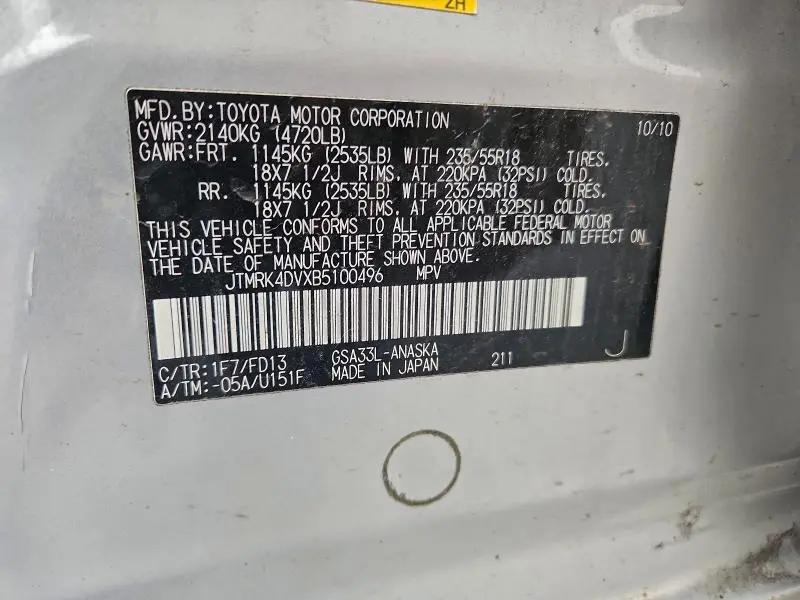 2H
MFD.BY:TOYOTA MOTOR CORPORATION 10/10
GVWR:2140KG (4720LB)
GAWR:FRT. 1145KG (2535LB) WITH 235/55R18 TIRES.
18X7 1/2J RIMS. AT 220KPA (32PSI) COLD.
RR. 1145KG (2535LB) WITH 235/55R18 TIRES.
18X7 1/2J RIMS. AT 220KPA (32PSI) COLD.
THIS VEHICLE CONFORMS TO ALL APPLICABLE FEDERAL MOTOR
VEHICLE SAFETY AND THEFT PREVENTION STANDARDS IN EFFECT ON
THE DATE OF MANUFACTURE SHOWN ABOVE.
JTMRK4DVXB5100496 MPV
C/TR:1F7/FD13 GSA33L-ANASKA
A/TM:-05A/U151F MADE IN JAPAN 211 J